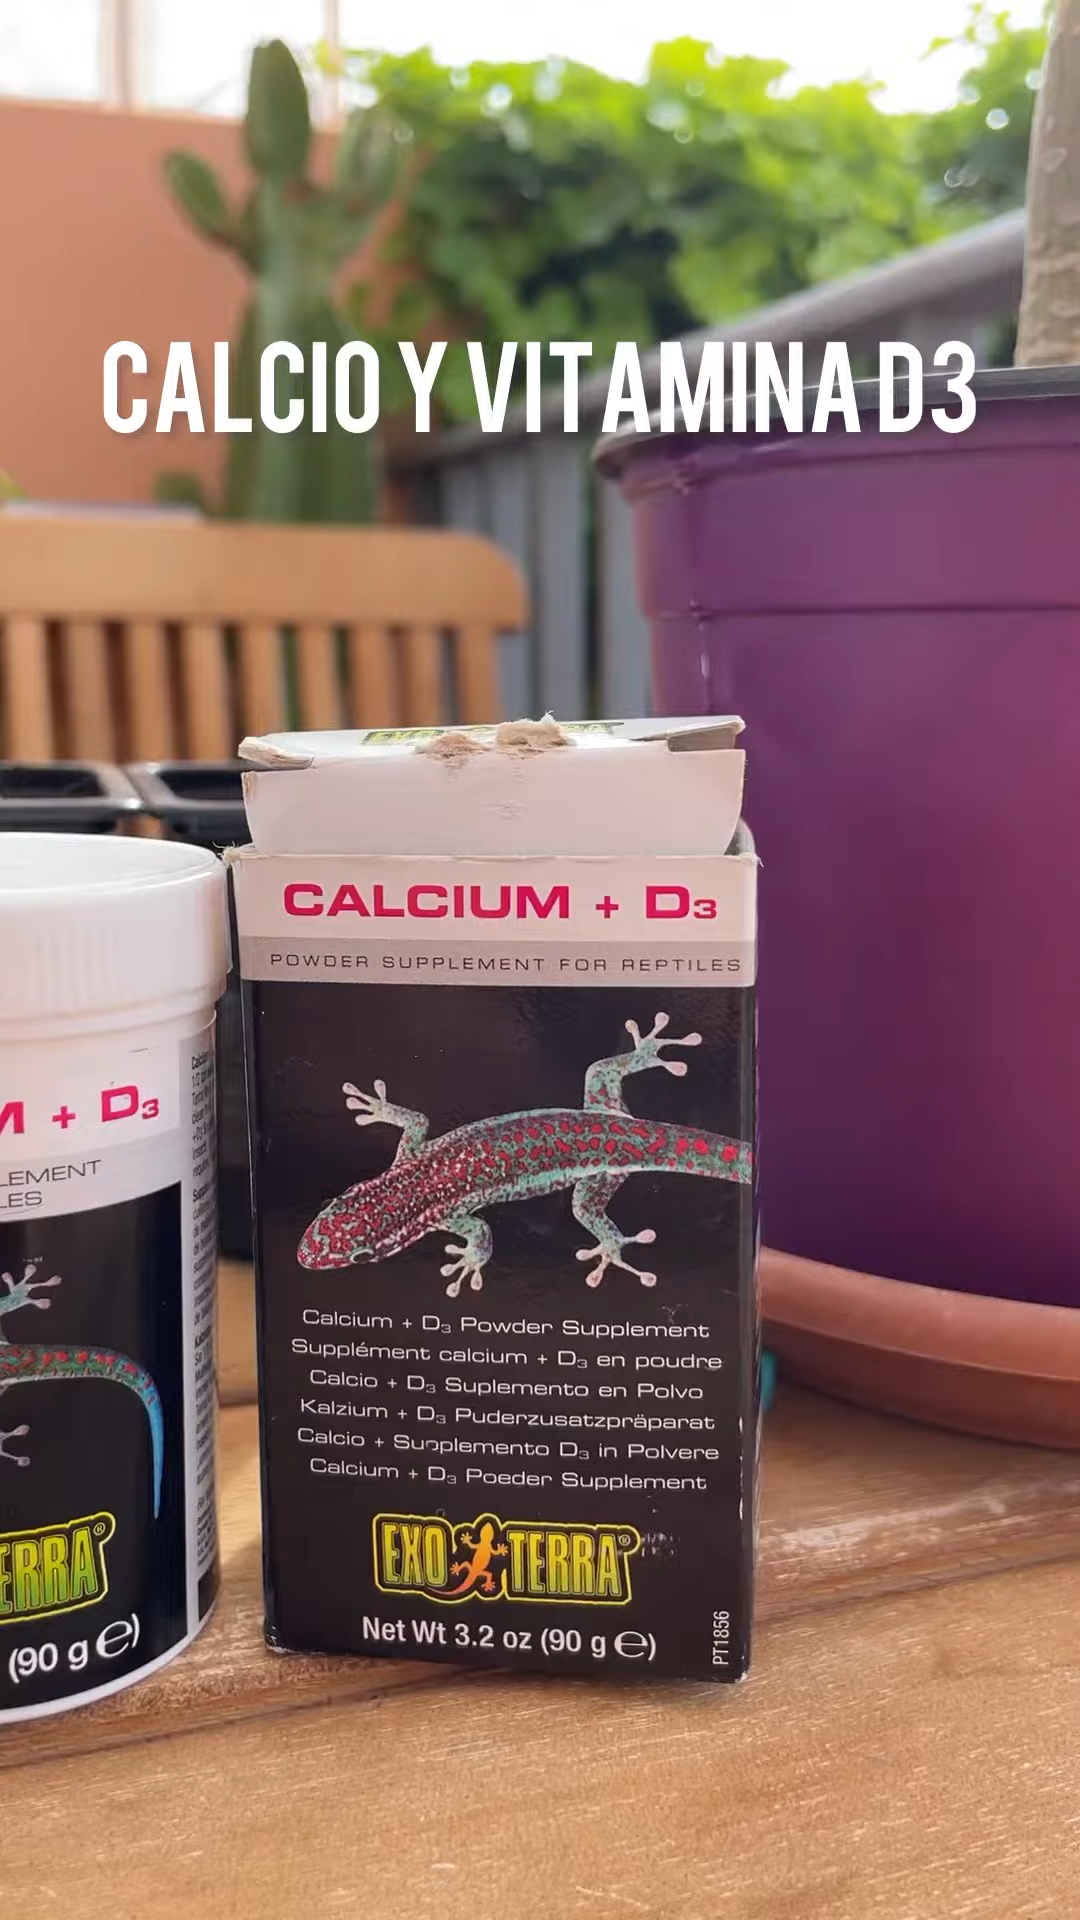 CALCIO Y VITAMINA D3
EXO TERRA
CALCIUM + D3
POWDER SUPPLEMENT FOR REPTILES
Calcium + D3 Powder Supplement
Supplément calcium + D3 en poudre
Calcio + D3 Suplemento en Polvo
Kalzium + D3 Puderzusatzpräparat
Calcio + Supplemento D3 in Polvere
Calcium + D3 Poeder Supplement
EXO TERRA®
Net Wt 3.2 oz (90 g ℮)
PT1856
M + D3
LEMENT
LES
ERRA®
(90 g ℮)